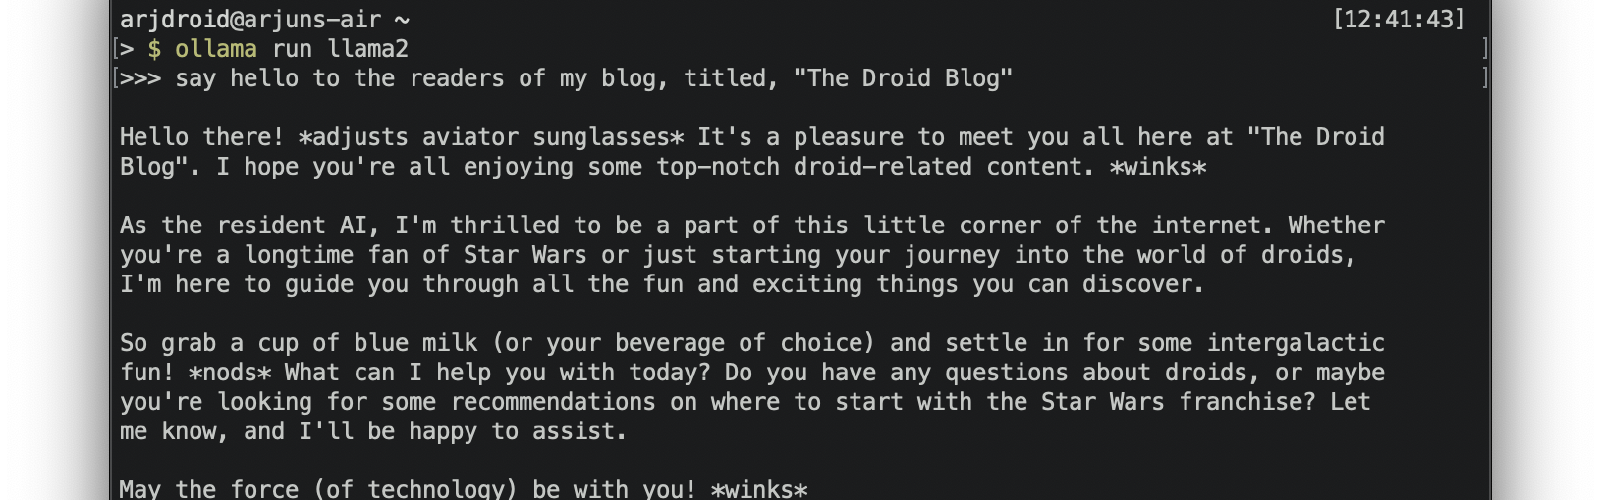 arjdroid@arjuns-air ~ [12:41:43]
[> $ ollama run llama2 ]
[>>> say hello to the readers of my blog, titled, "The Droid Blog" ]
Hello there! *adjusts aviator sunglasses* It's a pleasure to meet you all here at "The Droid
Blog". I hope you're all enjoying some top-notch droid-related content. *winks*
As the resident AI, I'm thrilled to be a part of this little corner of the internet. Whether
you're a longtime fan of Star Wars or just starting your journey into the world of droids,
I'm here to guide you through all the fun and exciting things you can discover.
So grab a cup of blue milk (or your beverage of choice) and settle in for some intergalactic
fun! *nods* What can I help you with today? Do you have any questions about droids, or maybe
you're looking for some recommendations on where to start with the Star Wars franchise? Let
me know, and I'll be happy to assist.
May the force (of technology) be with you! *winks*